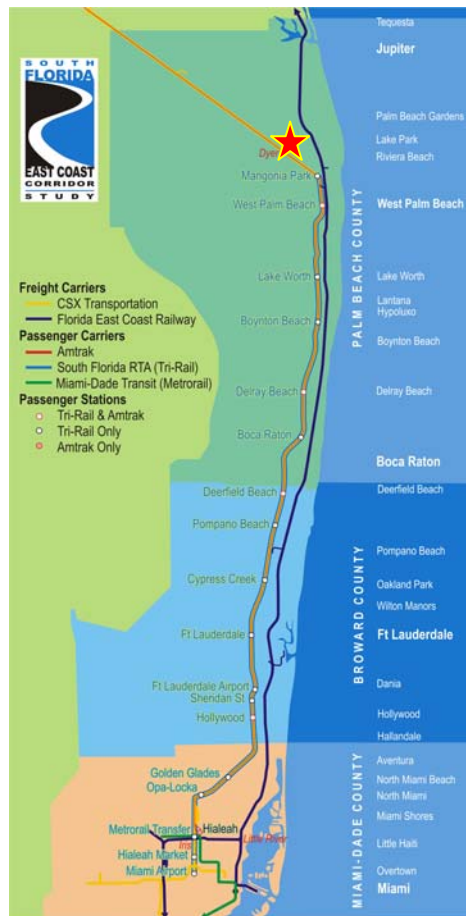 SOUTH
FLORIDA
EAST COAST
CORRIDOR
STUDY
Freight Carriers
CSX Transportation
Florida East Coast Railway
Passenger Carriers
Amtrak
South Florida RTA (Tri-Rail)
Miami-Dade Transit (Metrorail)
Passenger Stations
Tri-Rail & Amtrak
Tri-Rail Only
Amtrak Only
Dyer
Mangonia Park
West Palm Beach
Lake Worth
Boynton Beach
Delray Beach
Boca Raton
Deerfield Beach
Pompano Beach
Cypress Creek
Ft Lauderdale
Ft Lauderdale Airport
Sheridan St
Hollywood
Golden Glades
Opa-Locka
Metrorail Transfer
Hialeah
Iris
Little River
Hialeah Market
Miami Airport
PALM BEACH COUNTY
BROWARD COUNTY
MIAMI-DADE COUNTY
Tequesta
Jupiter
Palm Beach Gardens
Lake Park
Riviera Beach
West Palm Beach
Lake Worth
Lantana
Hypoluxo
Boynton Beach
Delray Beach
Boca Raton
Deerfield Beach
Pompano Beach
Oakland Park
Wilton Manors
Ft Lauderdale
Dania
Hollywood
Hallandale
Aventura
North Miami Beach
North Miami
Miami Shores
Little Haiti
Overtown
Miami